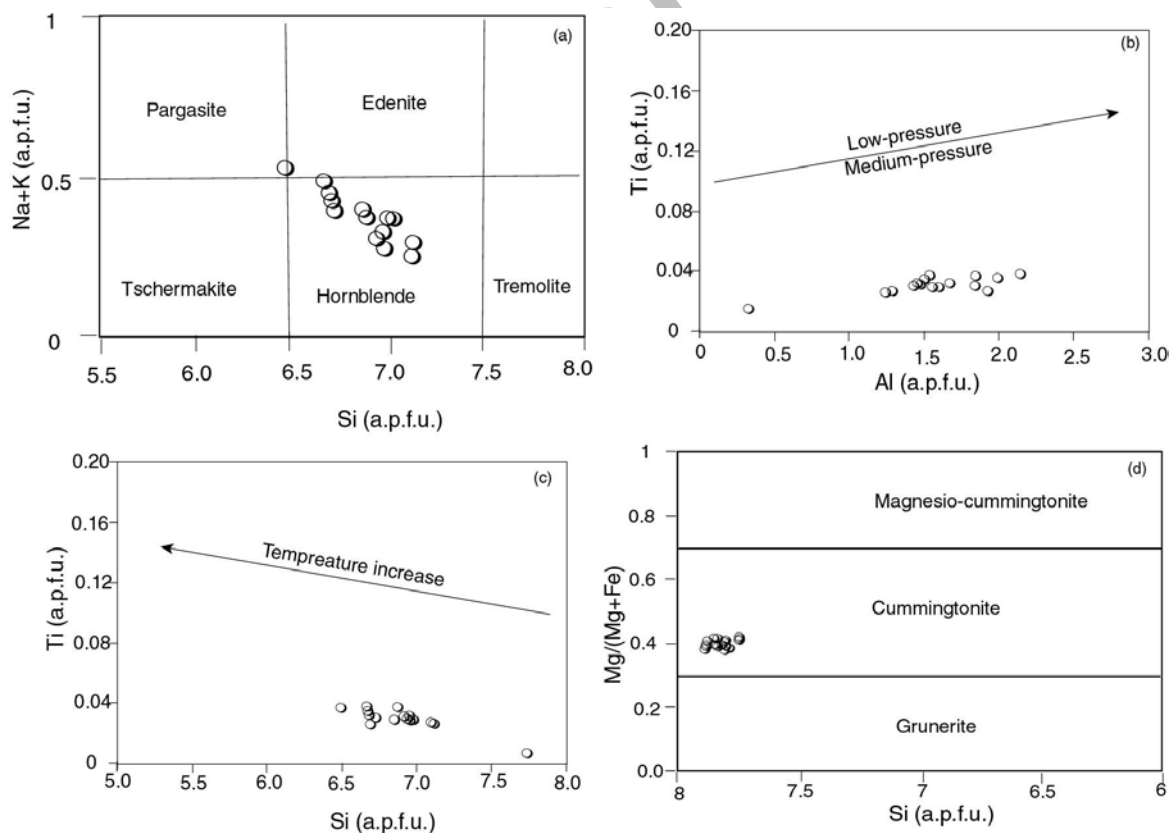 (a)
1
0.5
0
Na+K (a.p.f.u.)
Pargasite
Edenite
Tschermakite
Hornblende
Tremolite
5.5 6.0 6.5 7.0 7.5 8.0
Si (a.p.f.u.)
(b)
0.20
0.16
0.12
0.08
0.04
0
Ti (a.p.f.u.)
Low-pressure
Medium-pressure
0 0.5 1.0 1.5 2.0 2.5 3.0
Al (a.p.f.u.)
(c)
0.20
0.16
0.12
0.08
0.04
0
Ti (a.p.f.u.)
Tempreature increase
5.0 5.5 6.0 6.5 7.0 7.5 8.0
Si (a.p.f.u.)
(d)
1
0.8
0.6
0.4
0.2
0.0
Mg/(Mg+Fe)
Magnesio-cummingtonite
Cummingtonite
Grunerite
8 7.5 7 6.5 6
Si (a.p.f.u.)